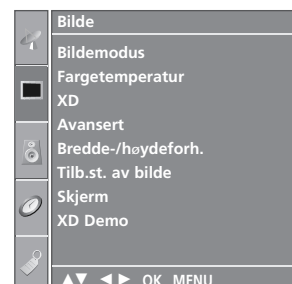 Bilde
Bildemodus
Fargetemperatur
XD
Avansert
Bredde-/høydeforh.
Tilb.st. av bilde
Skjerm
XD Demo
▲▼ ◄► OK MENU